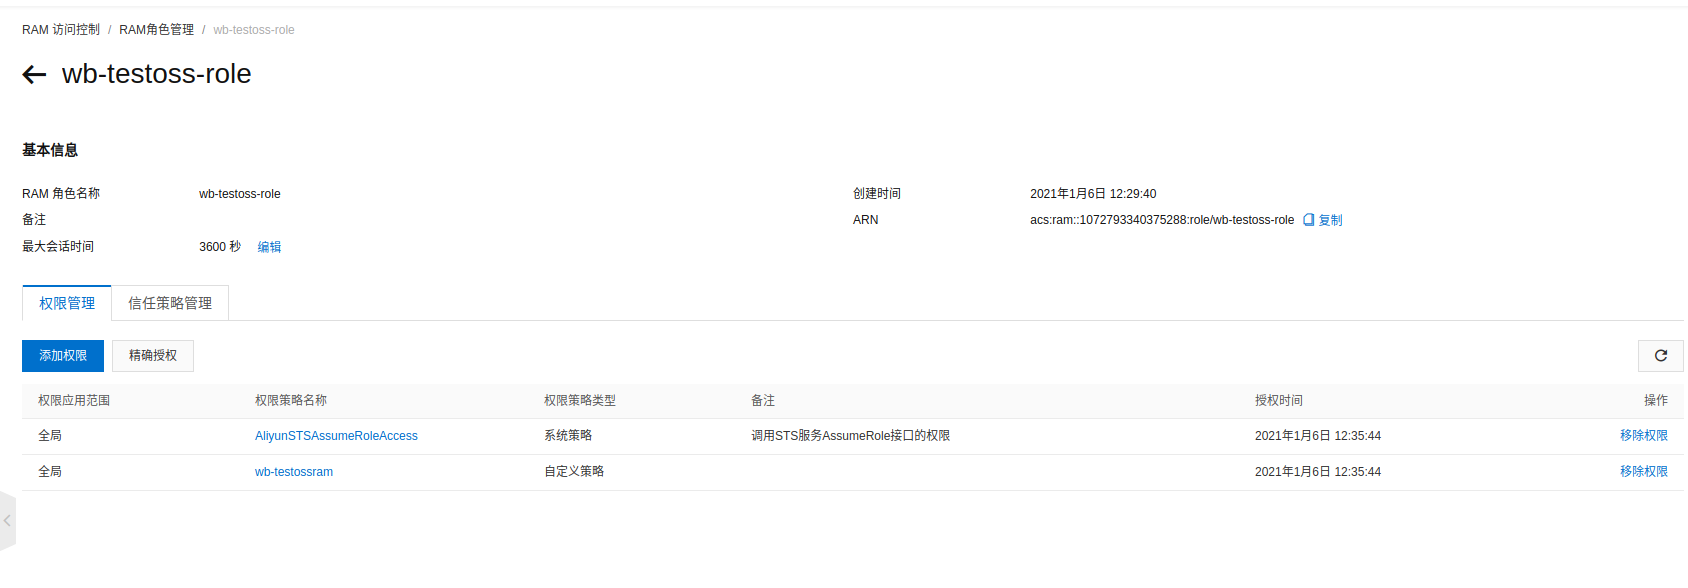 RAM 访问控制 / RAM角色管理 / wb-testoss-role
wb-testoss-role
基本信息
RAM 角色名称 wb-testoss-role 创建时间 2021年1月6日 12:29:40
备注 ARN acs:ram::1072793340375288:role/wb-testoss-role 复制
最大会话时间 3600 秒 编辑
权限管理 信任策略管理
添加权限 精确授权
权限应用范围 权限策略名称 权限策略类型 备注 授权时间 操作
全局 AliyunSTSAssumeRoleAccess 系统策略 调用STS服务AssumeRole接口的权限 2021年1月6日 12:35:44 移除权限
全局 wb-testossram 自定义策略 2021年1月6日 12:35:44 移除权限